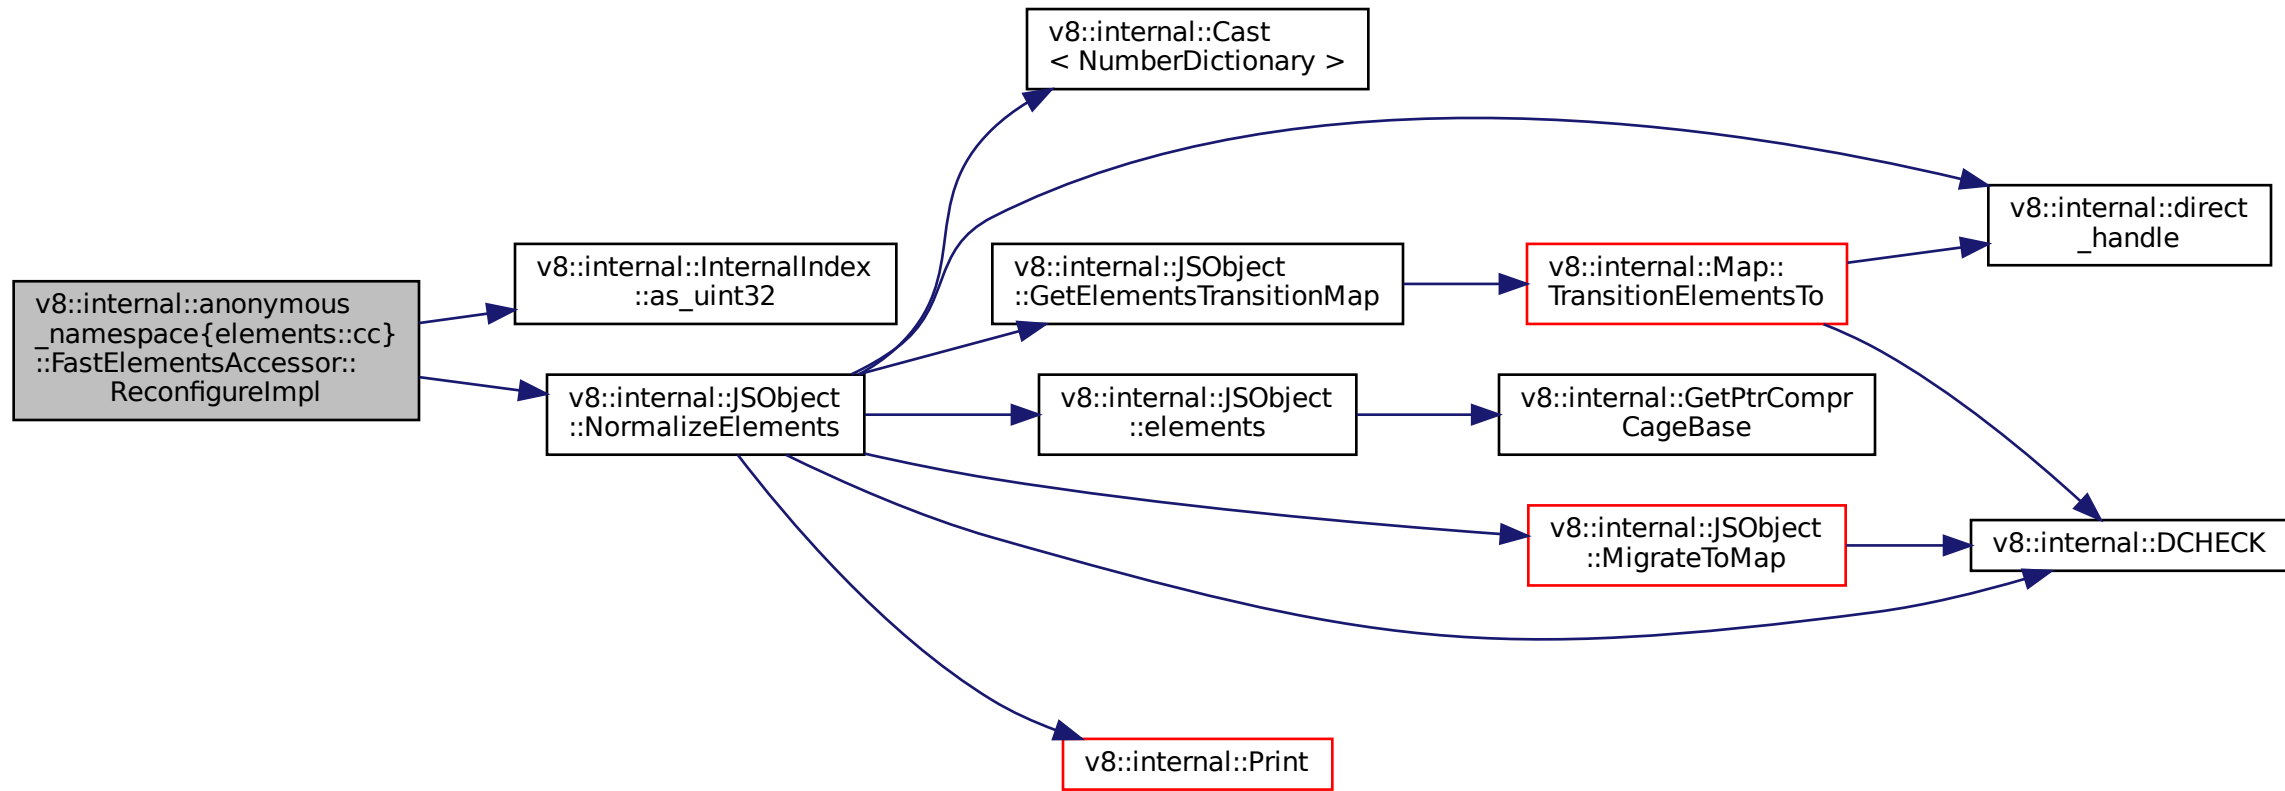 v8::internal::Cast
< NumberDictionary >
v8::internal::direct
_handle
v8::internal::InternalIndex
::as_uint32
v8::internal::JSObject
::GetElementsTransitionMap
v8::internal::Map::
TransitionElementsTo
v8::internal::anonymous
_namespace{elements::cc}
::FastElementsAccessor::
ReconfigureImpl
v8::internal::JSObject
::NormalizeElements
v8::internal::JSObject
::elements
v8::internal::GetPtrCompr
CageBase
v8::internal::JSObject
::MigrateToMap
v8::internal::DCHECK
v8::internal::Print